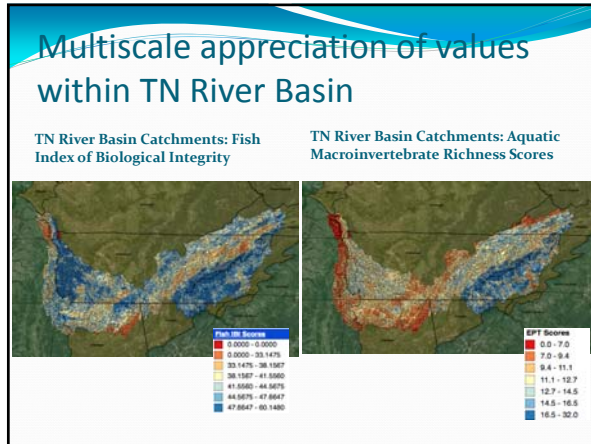 Multiscale appreciation of values
within TN River Basin
TN River Basin Catchments: Fish
Index of Biological Integrity
TN River Basin Catchments: Aquatic
Macroinvertebrate Richness Scores
Fish IBI Scores
0.0000 - 0.0000
0.0000 - 33.1475
33.1475 - 38.1567
38.1567 - 41.5560
41.5560 - 44.5675
44.5675 - 47.6647
47.6647 - 60.1480
EPT Scores
0.0 - 7.0
7.0 - 9.4
9.4 - 11.1
11.1 - 12.7
12.7 - 14.5
14.5 - 16.5
16.5 - 32.0